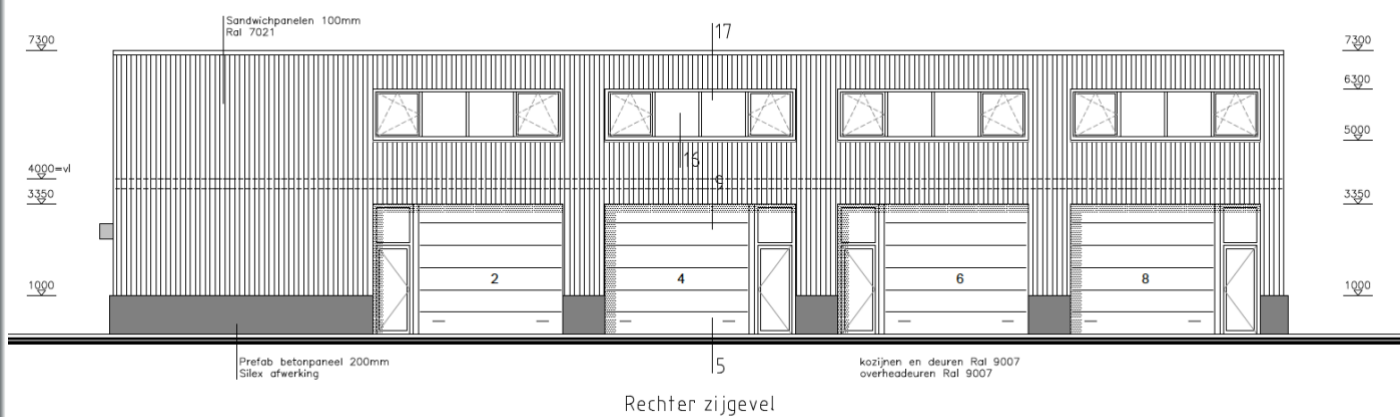 Sandwichpanelen 100mm
Ral 7021
17
7300
7300
6300
5000
16
4000=vl
9
3350
3350
2
4
6
8
1000
1000
Prefab betonpaneel 200mm
Silex afwerking
5
kozijnen en deuren Ral 9007
overheadeuren Ral 9007
Rechter zijgevel